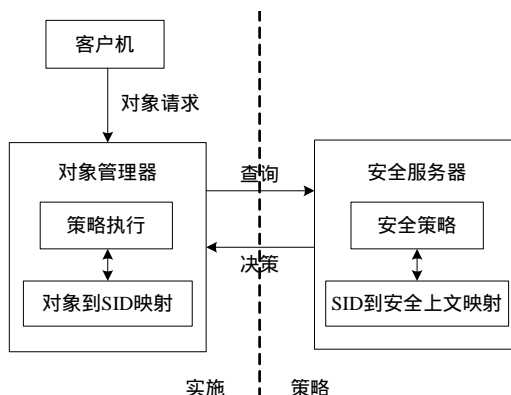 客户机
对象请求
对象管理器
查询
安全服务器
策略执行
安全策略
决策
对象到SID映射
SID到安全上文映射
实施
策略